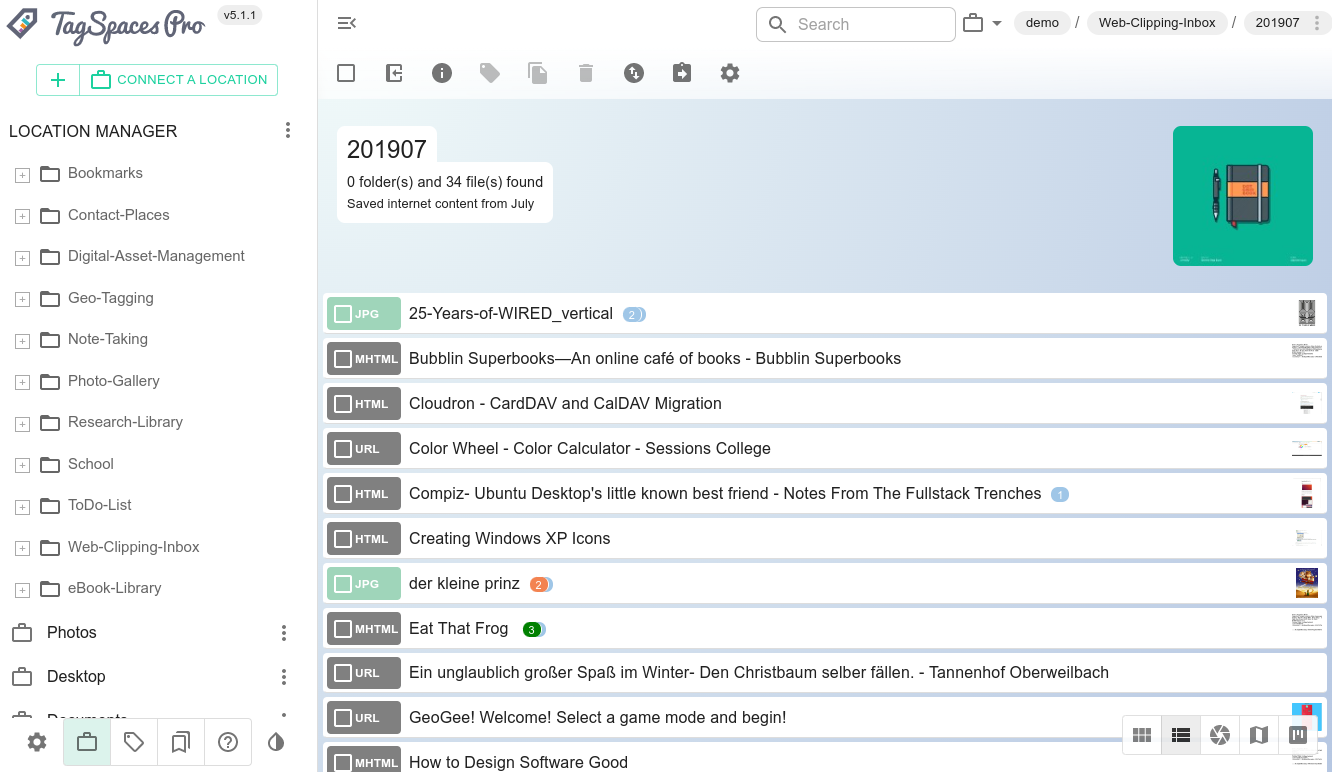 TagSpaces Pro
v5.1.1
CONNECT A LOCATION
LOCATION MANAGER
Bookmarks
Contact-Places
Digital-Asset-Management
Geo-Tagging
Note-Taking
Photo-Gallery
Research-Library
School
ToDo-List
Web-Clipping-Inbox
eBook-Library
Photos
Desktop
Documents
Search
demo / Web-Clipping-Inbox / 201907
201907
0 folder(s) and 34 file(s) found
Saved internet content from July
JPG 25-Years-of-WIRED_vertical 2 )
MHTML Bubblin Superbooks—An online café of books - Bubblin Superbooks
HTML Cloudron - CardDAV and CalDAV Migration
URL Color Wheel - Color Calculator - Sessions College
HTML Compiz- Ubuntu Desktop's little known best friend - Notes From The Fullstack Trenches 1
HTML Creating Windows XP Icons
JPG der kleine prinz 2
MHTML Eat That Frog 3
URL Ein unglaublich großer Spaß im Winter- Den Christbaum selber fällen. - Tannenhof Oberweilbach
URL GeoGee! Welcome! Select a game mode and begin!
MHTML How to Design Software Good